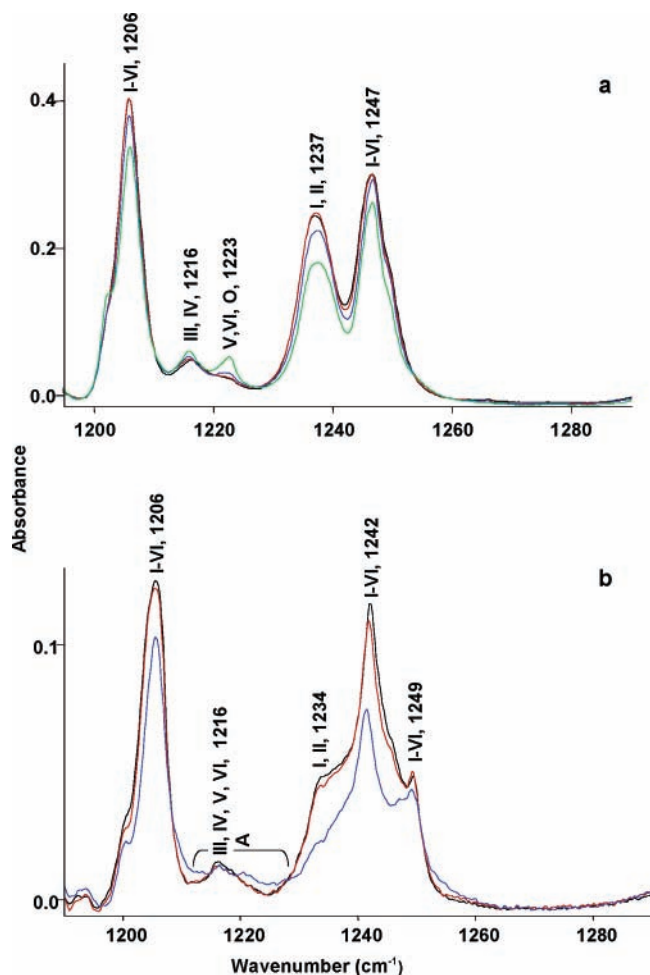 a
I-VI, 1206
III, IV, 1216
V,VI, O, 1223
I, II, 1237
I-VI, 1247
0.4
0.2
0.0
1200 1220 1240 1260 1280
Absorbance
b
I-VI, 1206
III, IV, V, VI, 1216
A
I, II, 1234
I-VI, 1242
I-VI, 1249
0.1
0.0
1200 1220 1240 1260 1280
Wavenumber (cm-1)